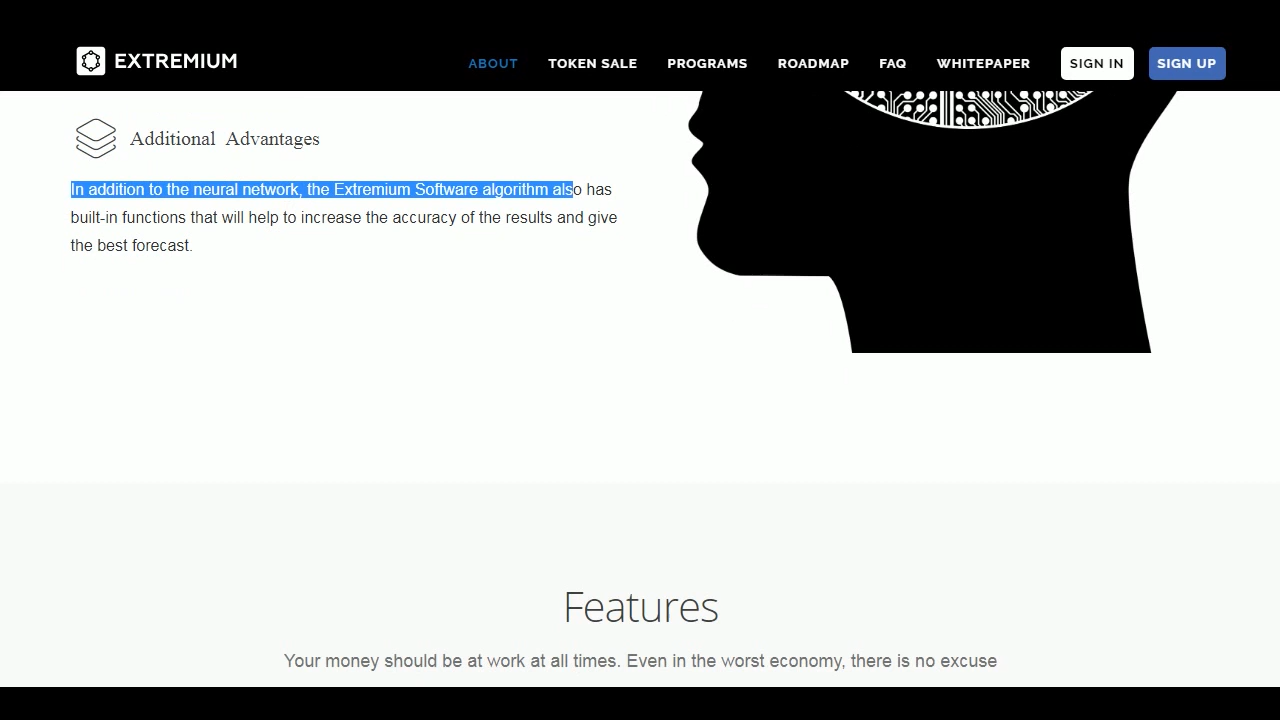 EXTREMIUM
ABOUT TOKEN SALE PROGRAMS ROADMAP FAQ WHITEPAPER SIGN IN SIGN UP
Additional Advantages
In addition to the neural network, the Extremium Software algorithm also has
built-in functions that will help to increase the accuracy of the results and give
the best forecast.
Features
Your money should be at work at all times. Even in the worst economy, there is no excuse